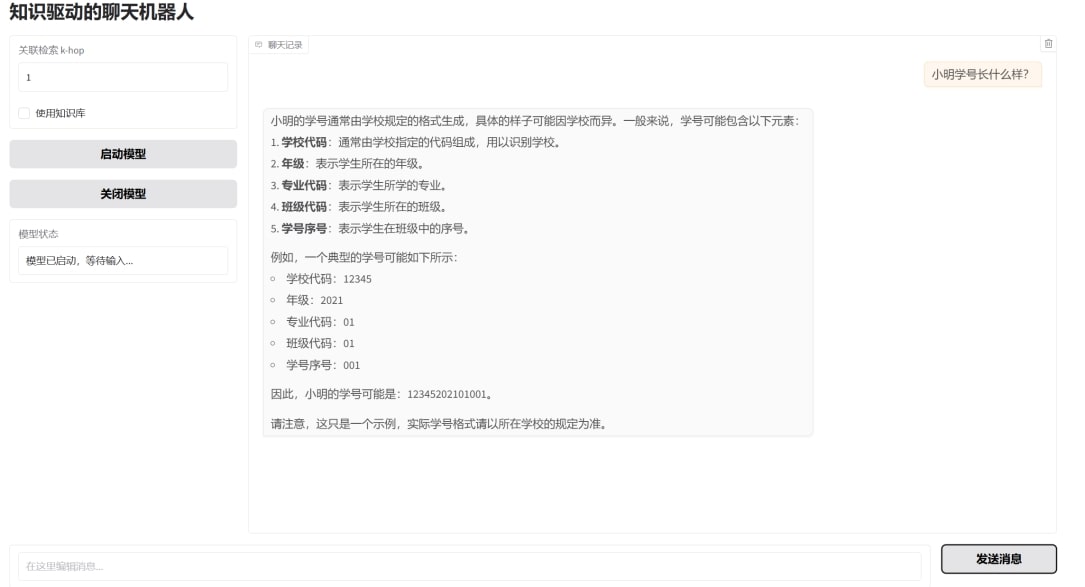 知识驱动的聊天机器人
关联检索 k-hop
1
使用知识库
启动模型
关闭模型
模型状态
模型已启动，等待输入...
聊天记录
小明学号长什么样？
小明的学号通常由学校规定的格式生成，具体的样子可能因学校而异。一般来说，学号可能包含以下元素：
1. 学校代码：通常由学校指定的代码组成，用以识别学校。
2. 年级：表示学生所在的年级。
3. 专业代码：表示学生所学的专业。
4. 班级代码：表示学生所在的班级。
5. 学号序号：表示学生在班级中的序号。
例如，一个典型的学号可能如下所示：
○ 学校代码：12345
○ 年级：2021
○ 专业代码：01
○ 班级代码：01
○ 学号序号：001
因此，小明的学号可能是：12345202101001。
请注意，这只是一个示例，实际学号格式请以所在学校的规定为准。
在这里编辑消息...
发送消息